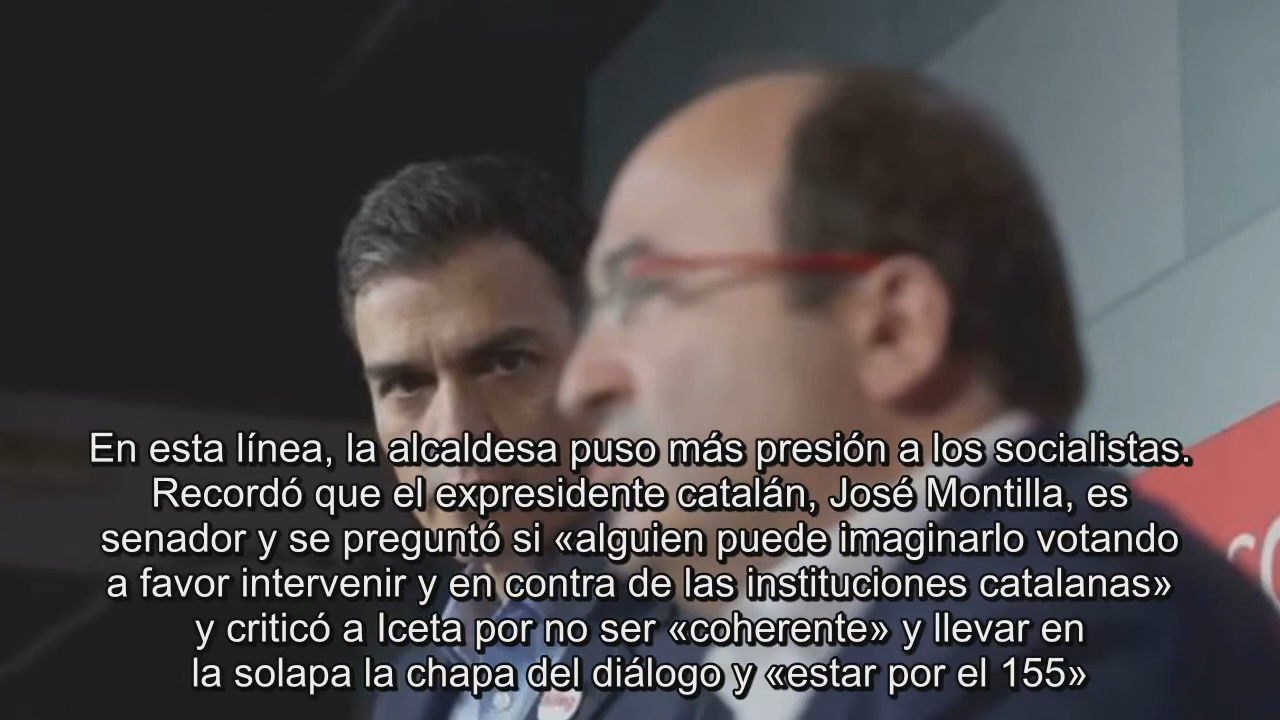 En esta línea, la alcaldesa puso más presión a los socialistas.
Recordó que el expresidente catalán, José Montilla, es
senador y se preguntó si «alguien puede imaginarlo votando
a favor intervenir y en contra de las instituciones catalanas»
y criticó a Iceta por no ser «coherente» y llevar en
la solapa la chapa del diálogo y «estar por el 155»